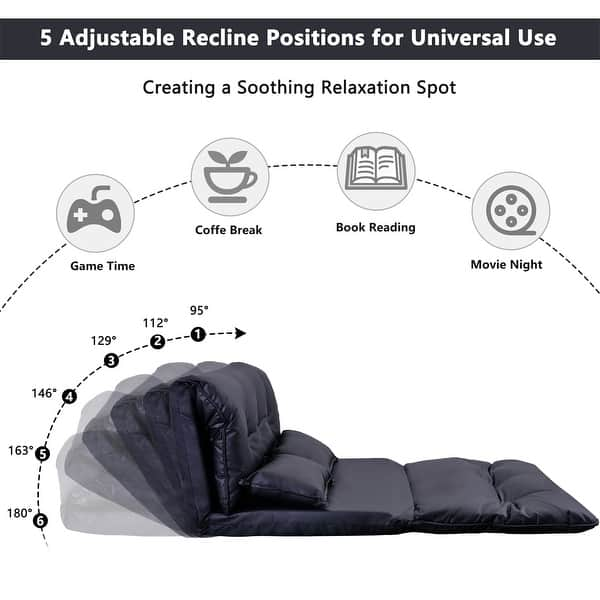 5 Adjustable Recline Positions for Universal Use
Creating a Soothing Relaxation Spot
Game Time
Coffe Break
Book Reading
Movie Night
95°
1
112°
2
129°
3
146°
4
163°
5
180°
6